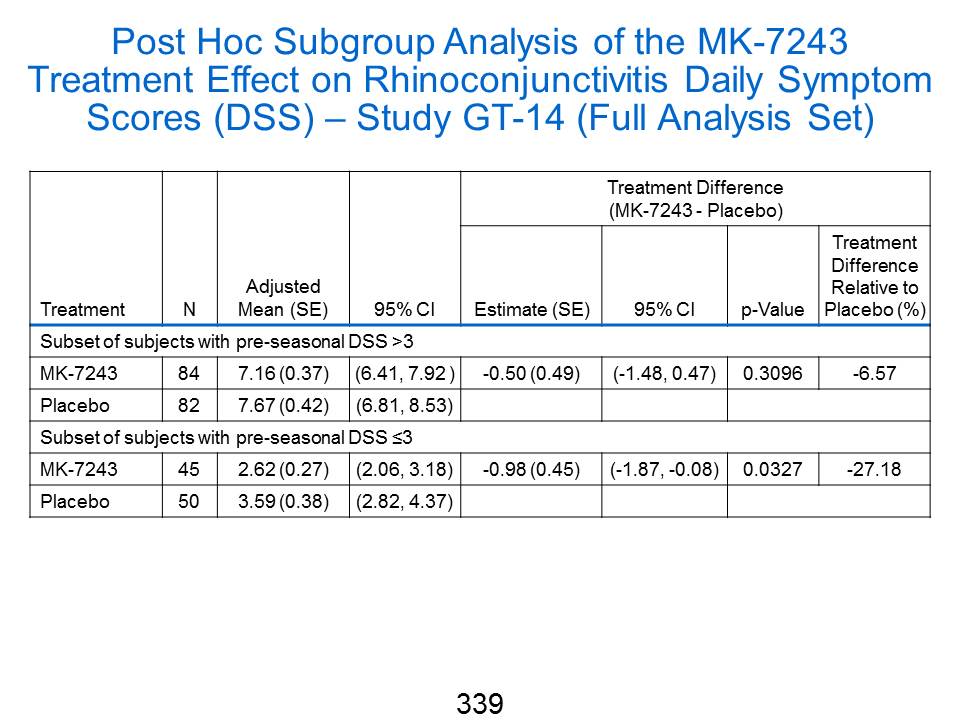 Post Hoc Subgroup Analysis of the MK-7243
Treatment Effect on Rhinoconjunctivitis Daily Symptom
Scores (DSS) – Study GT-14 (Full Analysis Set)
Treatment Difference
(MK-7243 - Placebo)
Treatment N Adjusted Mean (SE) 95% CI Estimate (SE) 95% CI p-Value Treatment Difference Relative to Placebo (%)
Subset of subjects with pre-seasonal DSS >3
MK-7243 84 7.16 (0.37) (6.41, 7.92 ) -0.50 (0.49) (-1.48, 0.47) 0.3096 -6.57
Placebo 82 7.67 (0.42) (6.81, 8.53)
Subset of subjects with pre-seasonal DSS ≤3
MK-7243 45 2.62 (0.27) (2.06, 3.18) -0.98 (0.45) (-1.87, -0.08) 0.0327 -27.18
Placebo 50 3.59 (0.38) (2.82, 4.37)
339